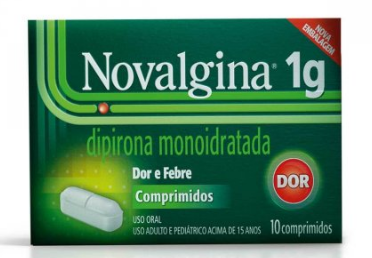 NOVA
EMBALAGEM
Novalgina® 1g
dipirona monoidratada
Dor e Febre
Comprimidos
DOR
USO ORAL
USO ADULTO E PEDIÁTRICO ACIMA DE 15 ANOS
10 comprimidos